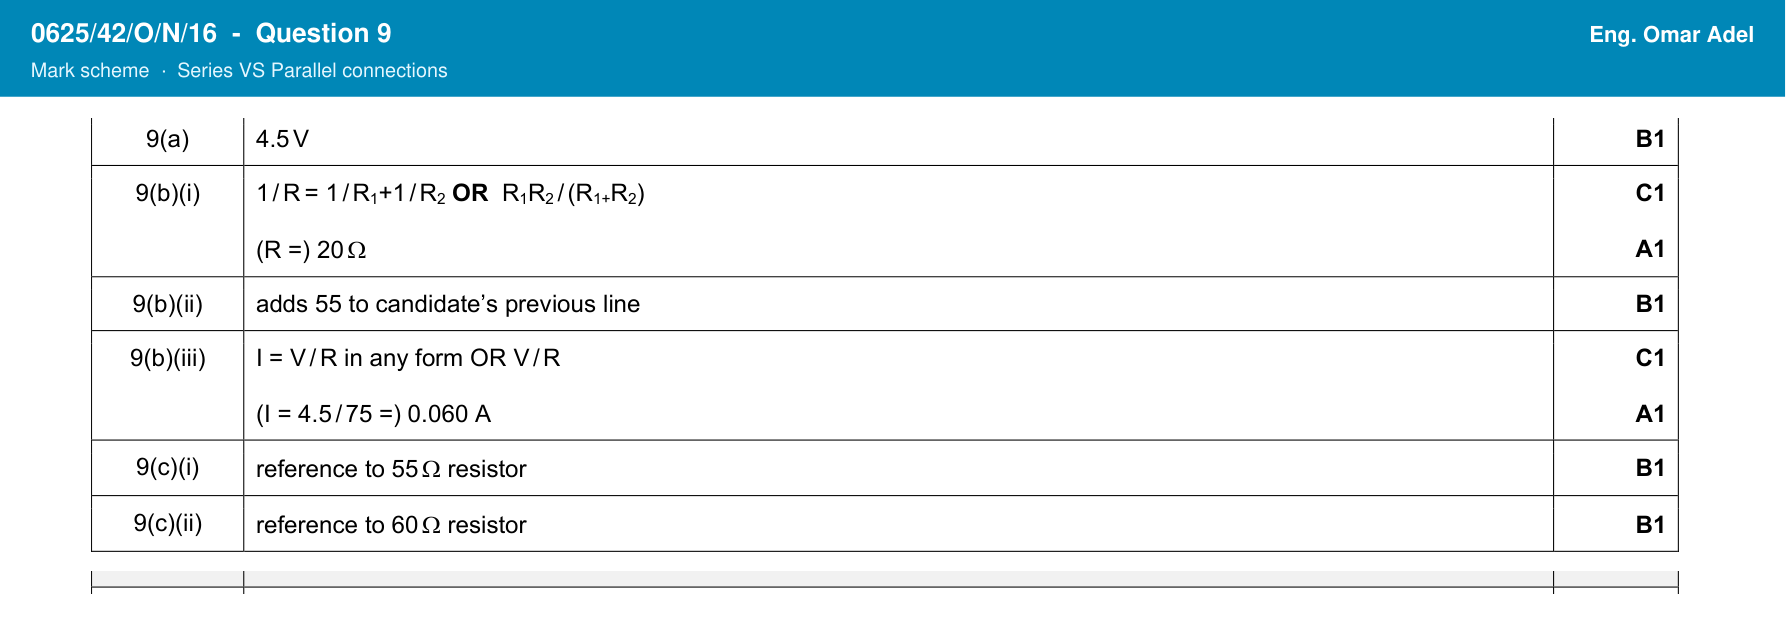 0625/42/O/N/16 - Question 9
Eng. Omar Adel
Mark scheme · Series VS Parallel connections
9(a) 4.5 V B1
9(b)(i) 1/R = 1/R₁+1/R₂ OR R₁R₂/(R₁₊R₂) C1
(R =) 20 Ω A1
9(b)(ii) adds 55 to candidate’s previous line B1
9(b)(iii) I = V/R in any form OR V/R C1
(I = 4.5/75 =) 0.060 A A1
9(c)(i) reference to 55 Ω resistor B1
9(c)(ii) reference to 60 Ω resistor B1